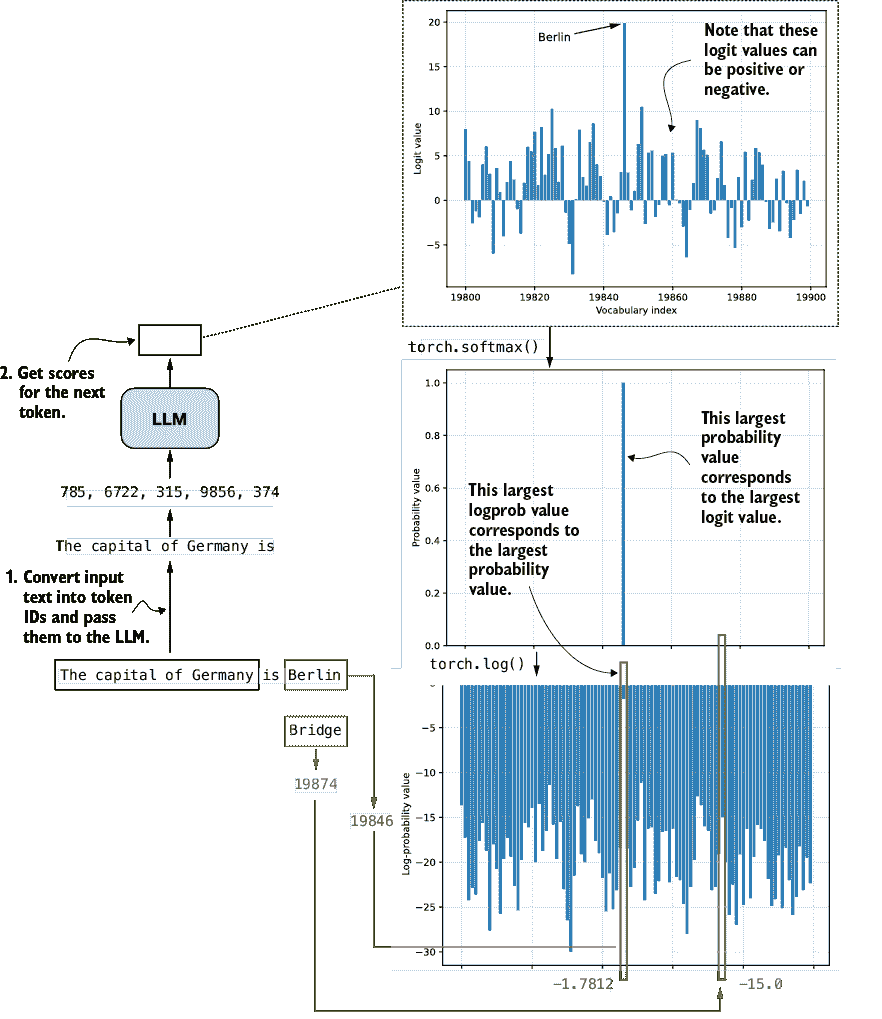 20
15
10
5
0
−5
Logit value
Berlin
Note that these
logit values can
be positive or
negative.
19800
19820
19840
19860
19880
19900
Vocabulary index
torch.softmax()
1.0
0.8
0.6
0.4
0.2
0.0
Probability value
This largest
probability
value
corresponds
to the largest
logit value.
This largest
logprob value
corresponds to
the largest
probability
value.
torch.log()
0
−5
−10
−15
−20
−25
−30
Log-probability value
−1.7812
−15.0
2. Get scores
for the next
token.
LLM
785, 6722, 315, 9856, 374
The capital of Germany is
1. Convert input
text into token
IDs and pass
them to the LLM.
The capital of Germany is Berlin
Bridge
19874
19846